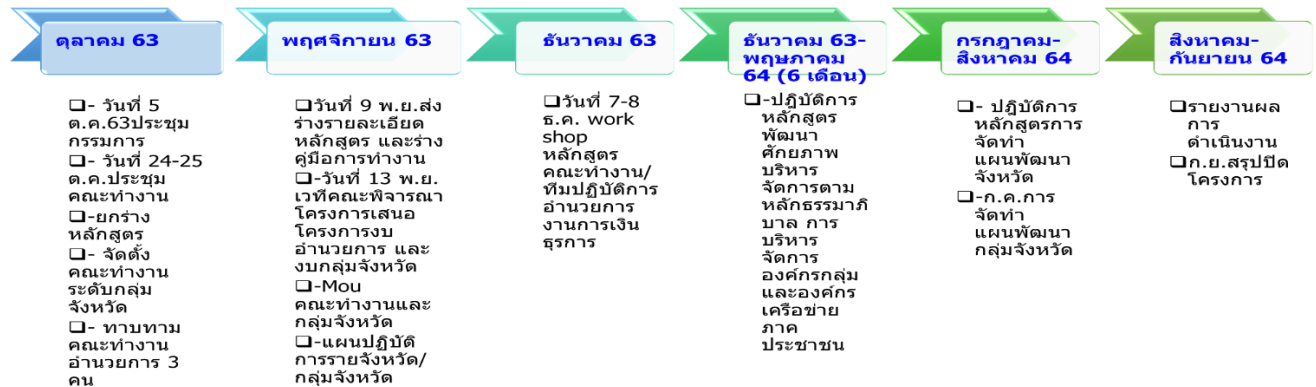 ตุลาคม 63
❑- วันที่ 5
ต.ค.63ประชุม
กรรมการ
❑- วันที่ 24-25
ต.ค.ประชุม
คณะทำงาน
❑-ยกร่าง
หลักสูตร
❑- จัดตั้ง
คณะทำงาน
ระดับกลุ่ม
จังหวัด
❑- ทาบทาม
คณะทำงาน
อำนวยการ 3
คน
พฤศจิกายน 63
❑วันที่ 9 พ.ย.ส่ง
ร่างรายละเอียด
หลักสูตร และร่าง
คู่มือการทำงาน
❑-วันที่ 13 พ.ย.
เวทีคณะพิจารณา
โครงการเสนอ
โครงการงบ
อำนวยการ และ
งบกลุ่มจังหวัด
❑-Mou
คณะทำงานและ
กลุ่มจังหวัด
❑-แผนปฏิบัติ
การรายจังหวัด/
กลุ่มจังหวัด
ธันวาคม 63
❑วันที่ 7-8
ธ.ค. work
shop
หลักสูตร
คณะทำงาน/
ทีมปฏิบัติการ
อำนวยการ
งานการเงิน
ธุรการ
ธันวาคม 63-
พฤษภาคม
64 (6 เดือน)
❑-ปฏิบัติการ
หลักสูตร
พัฒนา
ศักยภาพ
บริหาร
จัดการตาม
หลักธรรมาภิ
บาล การ
บริหาร
จัดการ
องค์กรกลุ่ม
และองค์กร
เครือข่าย
ภาค
ประชาชน
กรกฎาคม-
สิงหาคม 64
❑- ปฎิบัติการ
หลักสูตรการ
จัดทำ
แผนพัฒนา
จังหวัด
❑-ก.ค.การ
จัดทำ
แผนพัฒนา
กลุ่มจังหวัด
สิงหาคม-
กันยายน 64
❑รายงานผล
การ
ดำเนินงาน
❑ก.ย.สรุปปิด
โครงการ